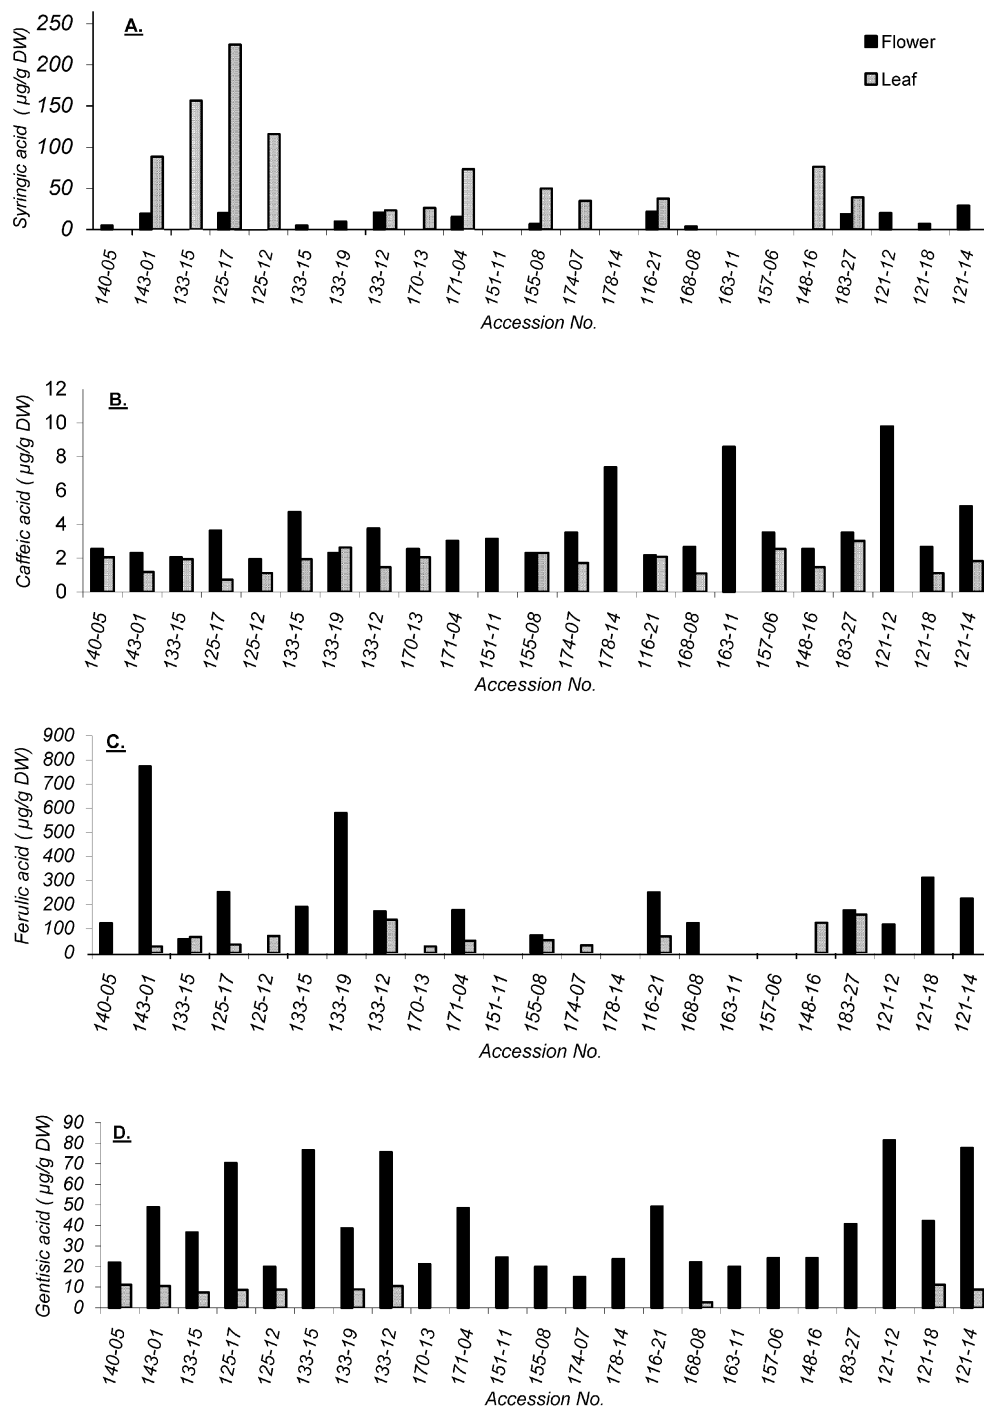 A.
Flower
Leaf
Syringic acid ( µg/g DW)
250
200
150
100
50
0
140-05 143-01 133-15 125-17 125-12 133-15 133-19 133-12 170-13 171-04 151-11 155-08 174-07 178-14 116-21 168-08 163-11 157-06 148-16 183-27 121-12 121-18 121-14
Accession No.
B.
Caffeic acid ( µg/g DW)
12
10
8
6
4
2
0
140-05 143-01 133-15 125-17 125-12 133-15 133-19 133-12 170-13 171-04 151-11 155-08 174-07 178-14 116-21 168-08 163-11 157-06 148-16 183-27 121-12 121-18 121-14
Accession No.
C.
Ferulic acid ( µg/g DW)
900
800
700
600
500
400
300
200
100
0
140-05 143-01 133-15 125-17 125-12 133-15 133-19 133-12 170-13 171-04 151-11 155-08 174-07 178-14 116-21 168-08 163-11 157-06 148-16 183-27 121-12 121-18 121-14
Accession No.
D.
Gentisic acid ( µg/g DW)
90
80
70
60
50
40
30
20
10
0
140-05 143-01 133-15 125-17 125-12 133-15 133-19 133-12 170-13 171-04 151-11 155-08 174-07 178-14 116-21 168-08 163-11 157-06 148-16 183-27 121-12 121-18 121-14
Accession No.